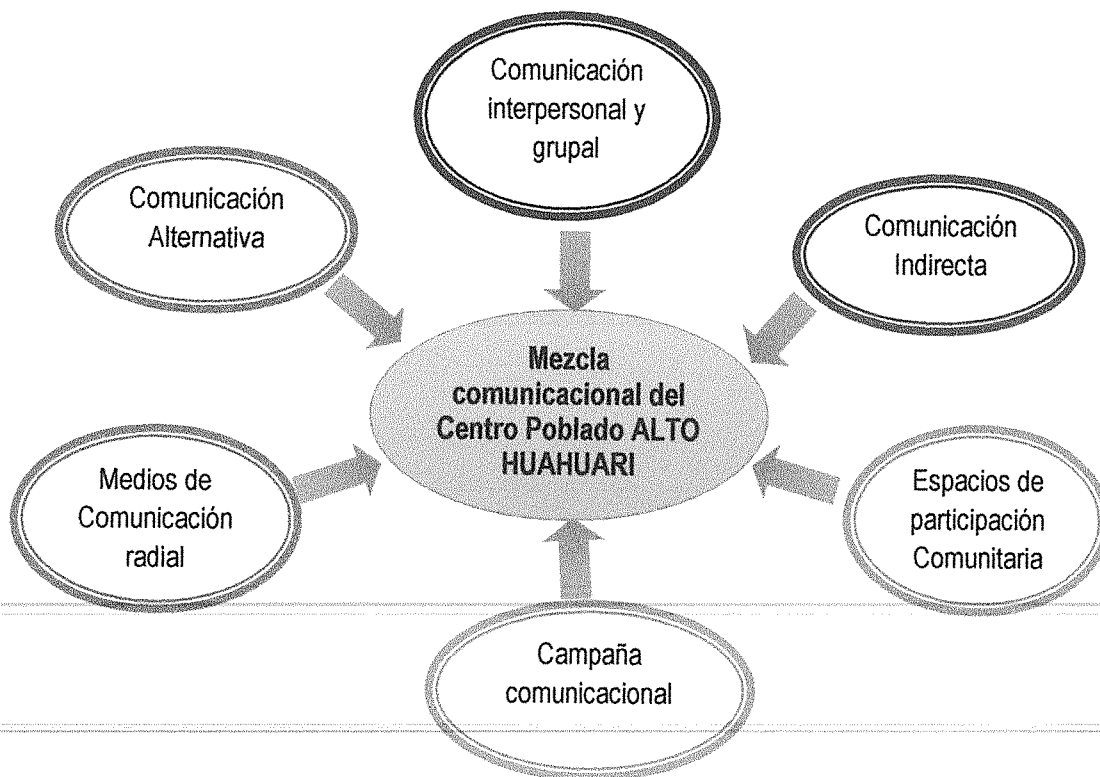 Comunicación
interpersonal y
grupal
Comunicación
Alternativa
Comunicación
Indirecta
Mezcla
comunicacional del
Centro Poblado ALTO
HUAHUARI
Medios de
Comunicación
radial
Espacios de
participación
Comunitaria
Campaña
comunicacional